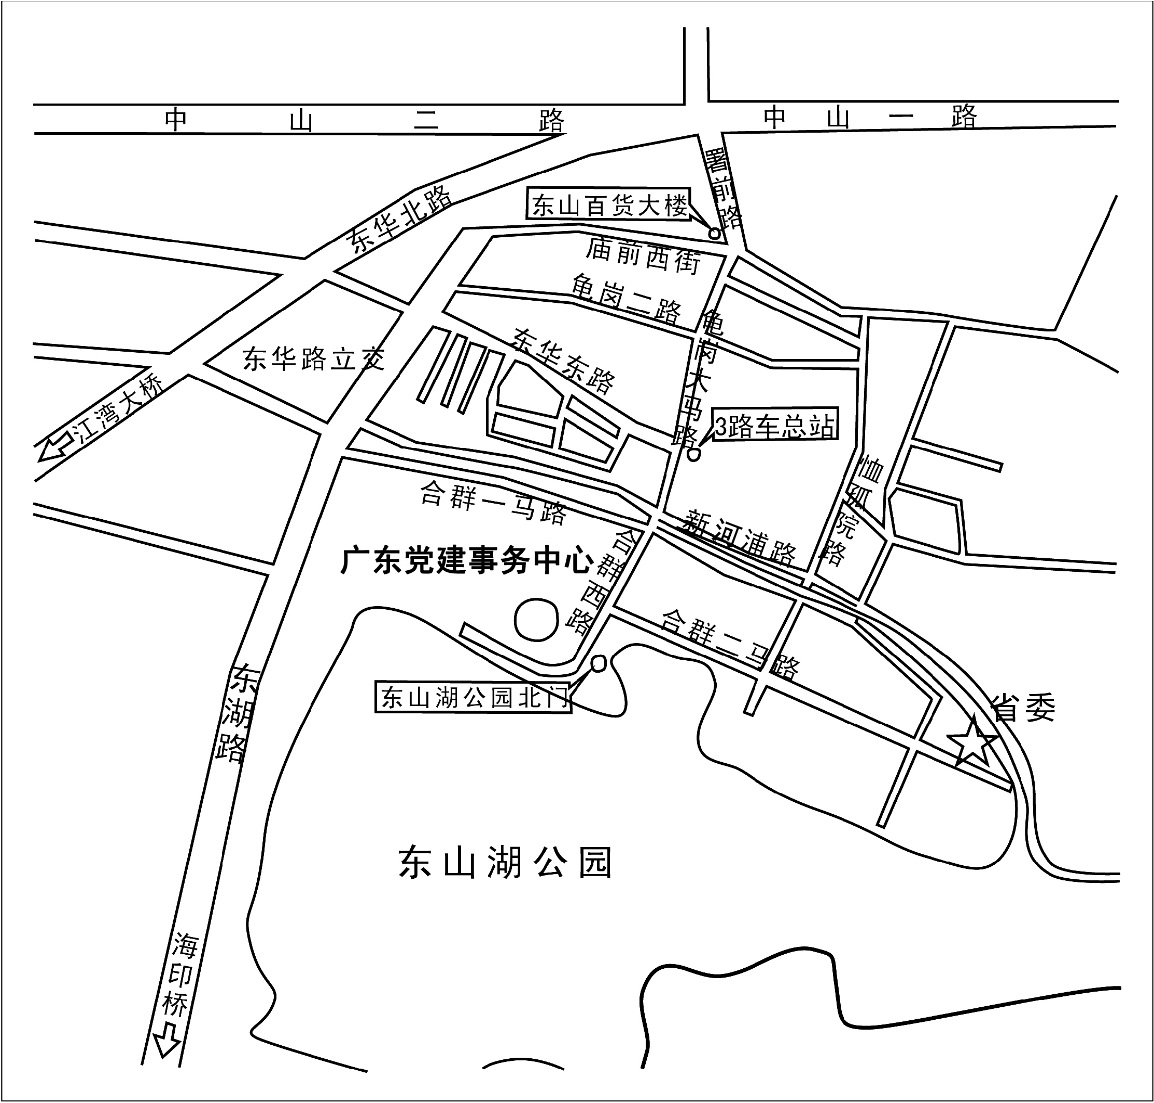 中山二路
中山一路
署前路
东华北路
东山百货大楼
庙前西街
龟岗二路
龟岗大马路
东华东路
东华路立交
江湾大桥
3路车总站
恤孤院路
合群一马路
新河浦路
广东党建事务中心
合群西路
合群二马路
东山湖公园北门
东湖路
省委
东山湖公园
海印桥